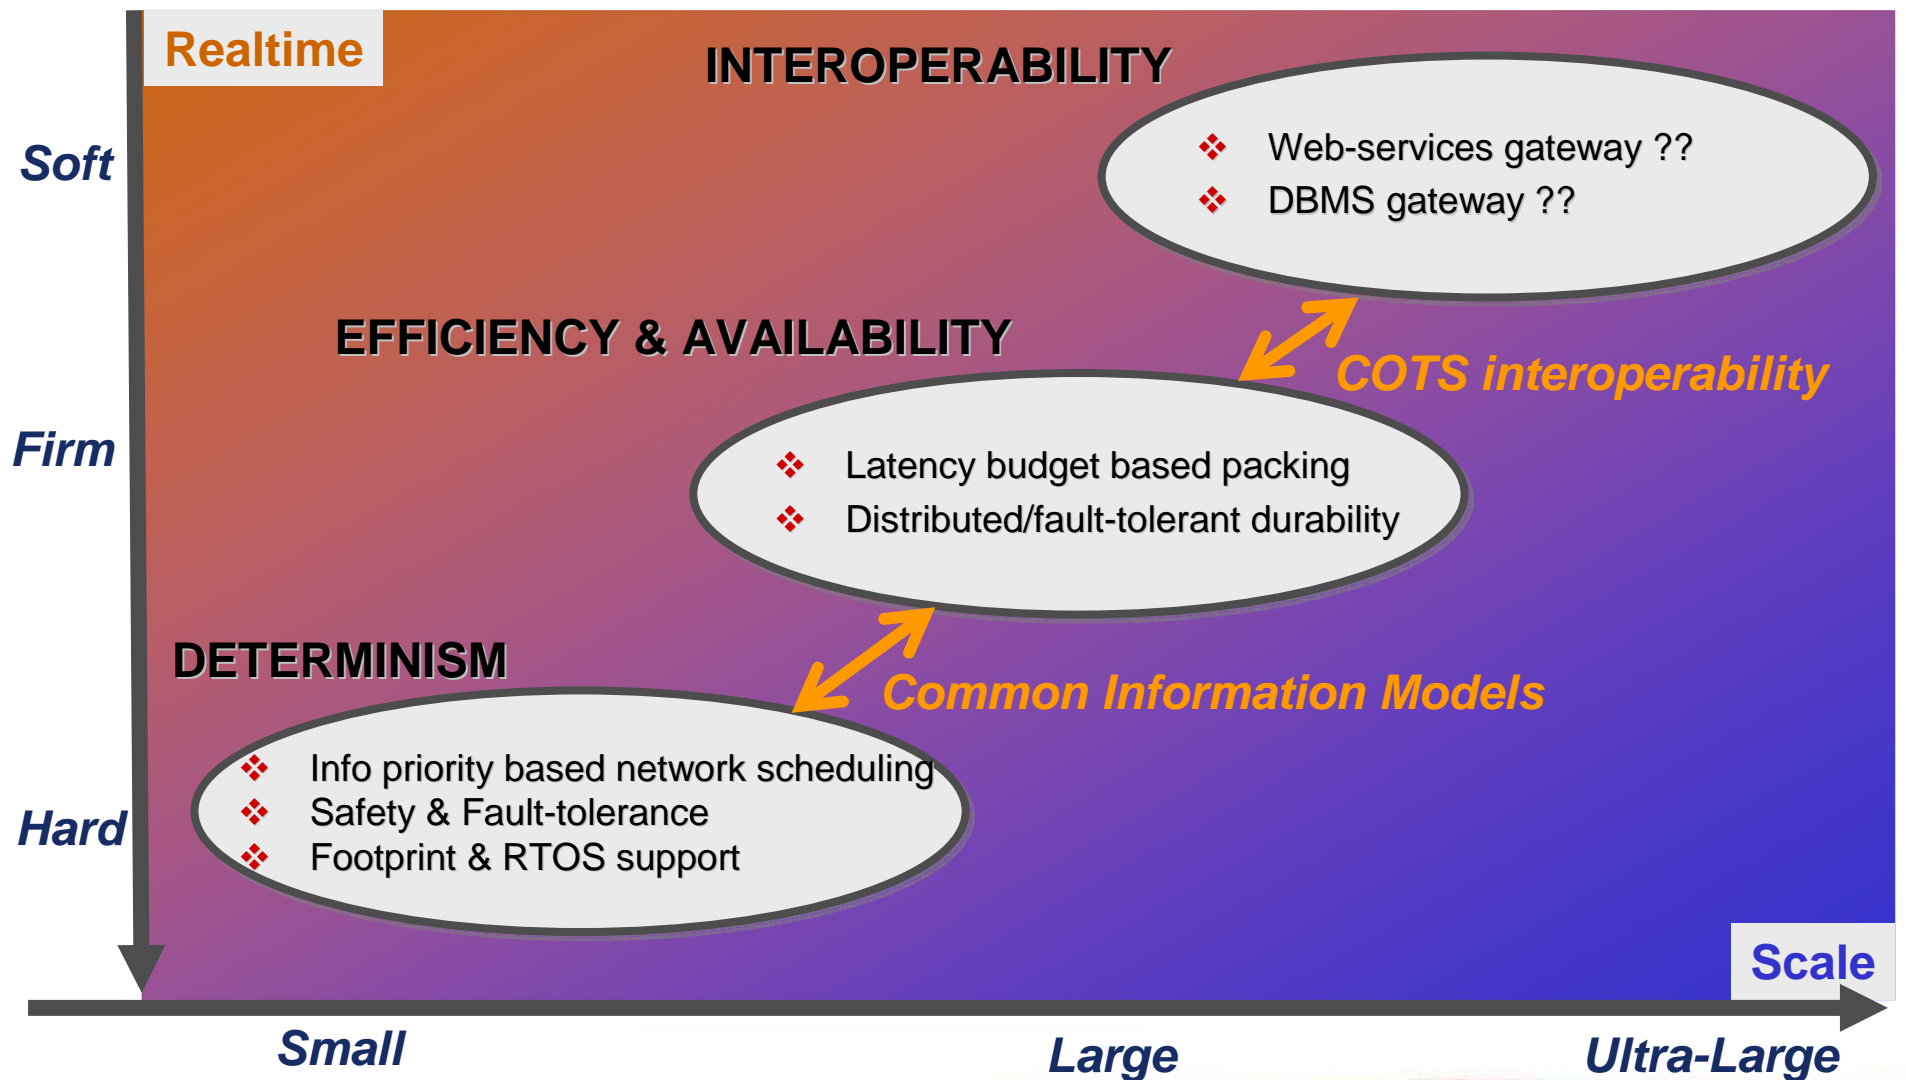 Realtime
INTEROPERABILITY
Soft
Web-services gateway ??
DBMS gateway ??
EFFICIENCY & AVAILABILITY
COTS interoperability
Firm
Latency budget based packing
Distributed/fault-tolerant durability
DETERMINISM
Common Information Models
Info priority based network scheduling
Hard
Safety & Fault-tolerance
Footprint & RTOS support
Scale
Small
Large
Ultra-Large